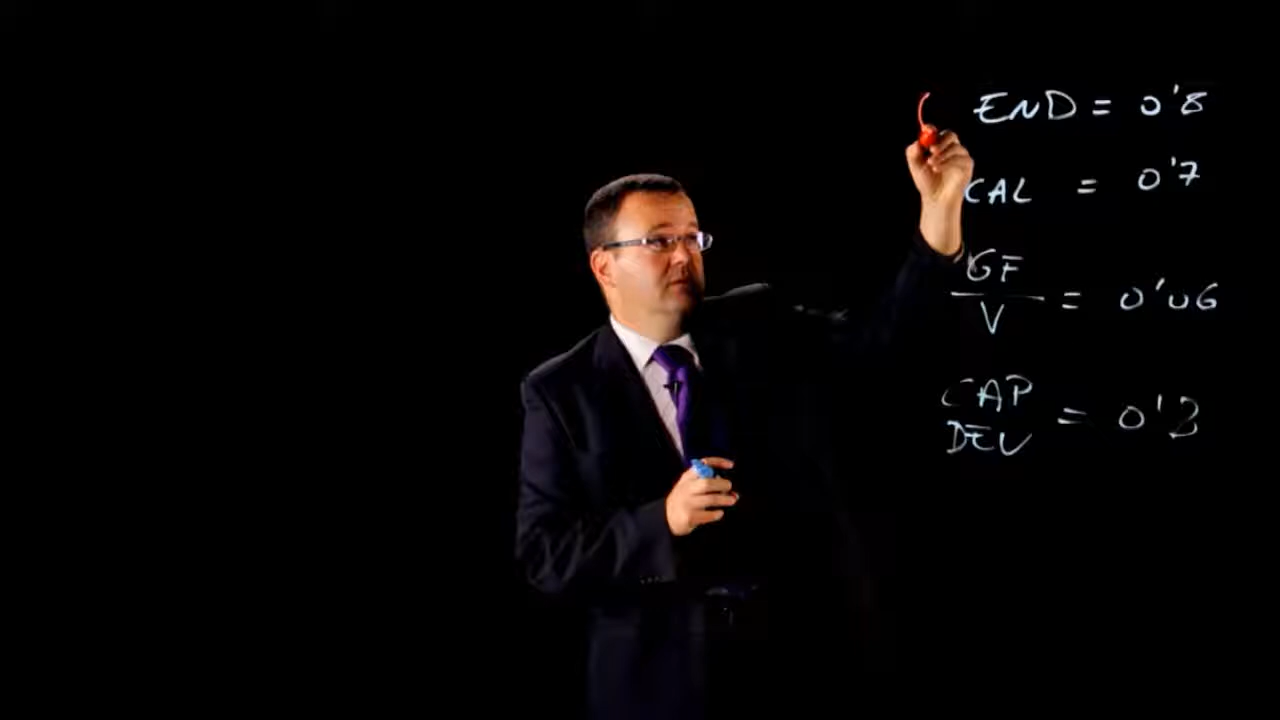 END = 0'8
CAL = 0'7
GF
V = 0'06
CAP
DEV = 0'3